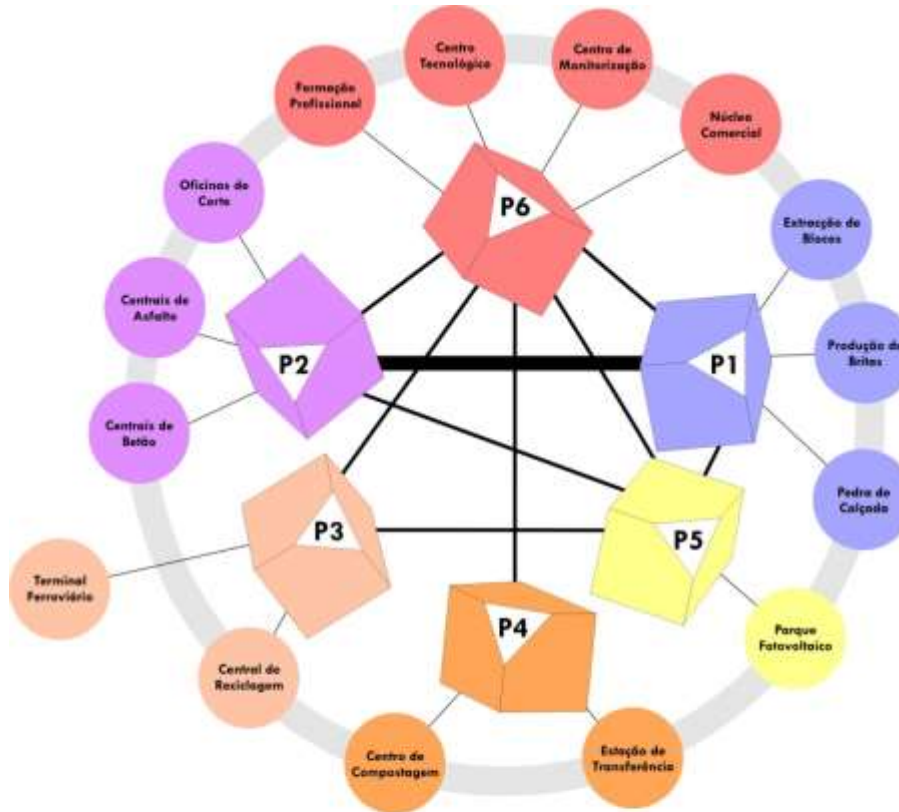 Centro
Tecnológico
Centro de
Monitorização
Formação
Profissional
Núcleo
Comercial
Oficinas de
Corte
P6
Extracção de
Blocos
Centrais de
Asfalto
P2
P1
Produção de
Britas
Centrais de
Betão
Pedra de
Calçada
P3
P5
Terminal
Ferroviário
P4
Parque
Fotovoltaico
Central de
Reciclagem
Centro de
Compostagem
Estação de
Transferência